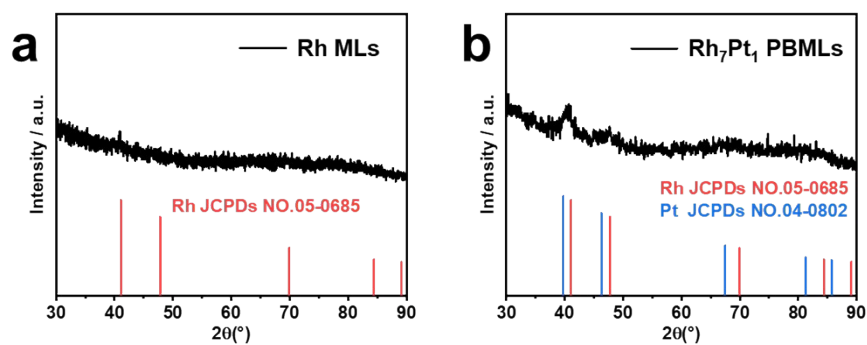 a
Rh MLs
Intensity / a.u.
Rh JCPDs NO.05-0685
30 40 50 60 70 80 90
2θ(°)
b
Rh₇Pt₁ PBMLs
Intensity / a.u.
Rh JCPDs NO.05-0685
Pt JCPDs NO.04-0802
30 40 50 60 70 80 90
2θ(°)